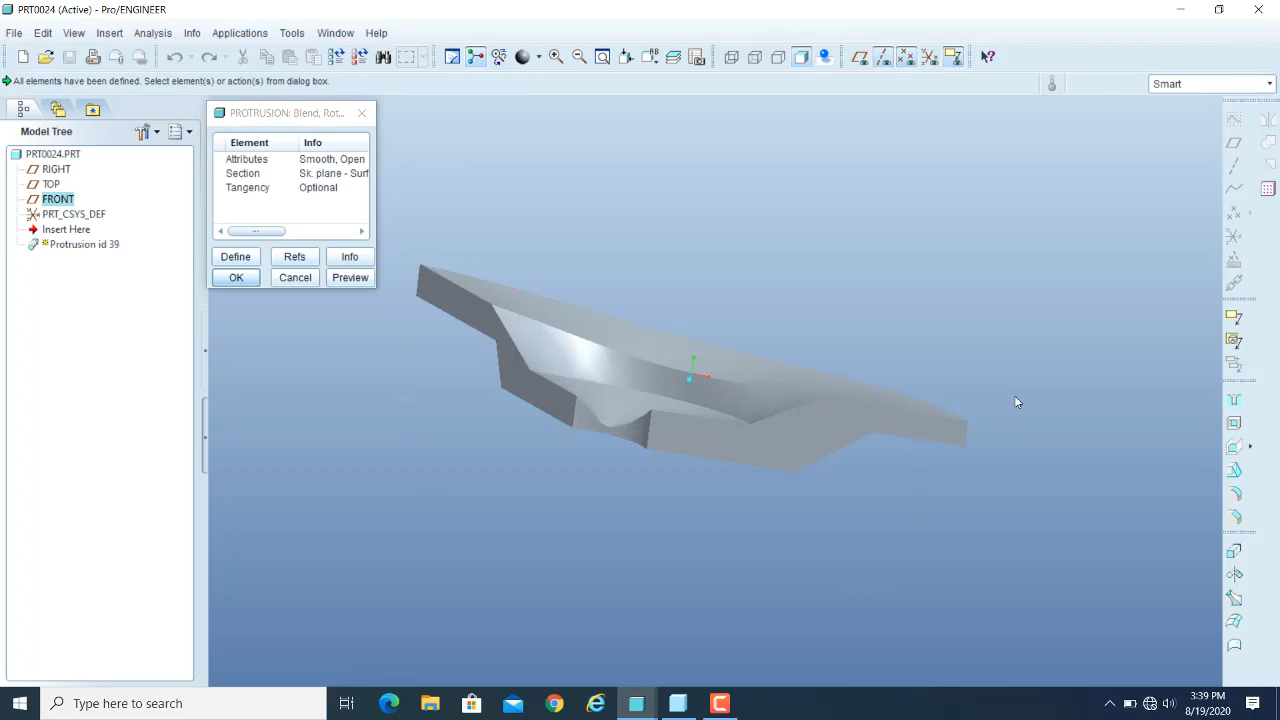 PRT0024 (Active) - Pro/ENGINEER
File Edit View Insert Analysis Info Applications Tools Window Help
All elements have been defined. Select element(s) or action(s) from dialog box.
Smart
Model Tree
PRT0024.PRT
RIGHT
TOP
FRONT
PRT_CSYS_DEF
Insert Here
Protrusion id 39
PROTRUSION: Blend, Rot...
Element Info
Attributes Smooth, Open
Section Sk. plane - Surf
Tangency Optional
Define Refs Info
OK Cancel Preview
Type here to search
3:39 PM
8/19/2020